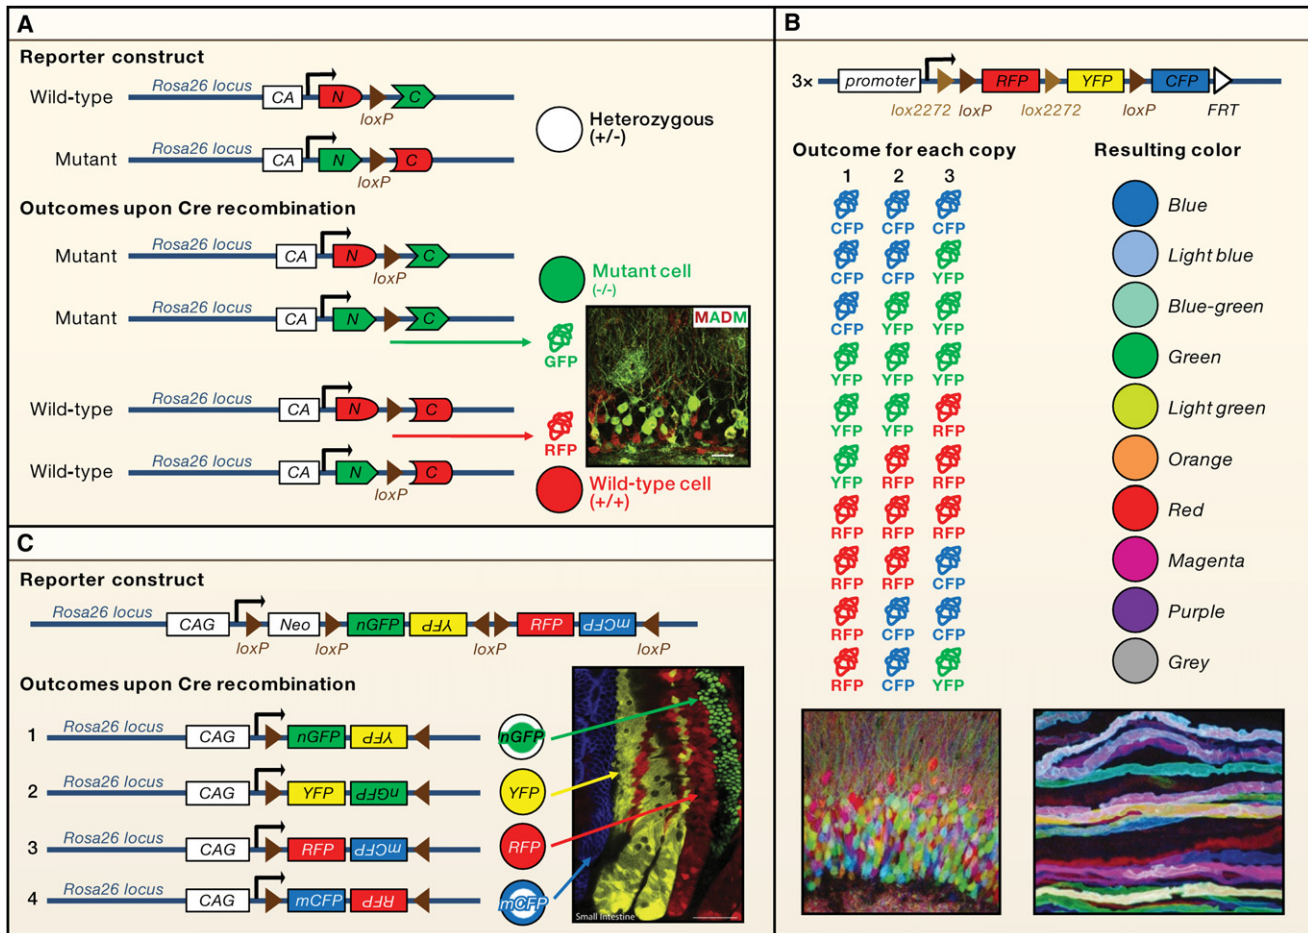 A
Reporter construct
Wild-type
Rosa26 locus
CA
N
C
loxP
Mutant
Rosa26 locus
CA
N
C
loxP
Heterozygous
(+/-)
Outcomes upon Cre recombination
Mutant
Rosa26 locus
CA
N
C
Mutant
Rosa26 locus
CA
N
C
loxP
Mutant cell
(-/-)
GFP
MADM
Wild-type
Rosa26 locus
CA
N
C
Wild-type
Rosa26 locus
CA
N
C
loxP
RFP
Wild-type cell
(+/+)
B
3×
promoter
RFP
YFP
CFP
lox2272
loxP
lox2272
loxP
FRT
Outcome for each copy
Resulting color
1 2 3
CFP CFP CFP
Blue
CFP CFP YFP
Light blue
CFP YFP YFP
Blue-green
YFP YFP YFP
Green
YFP YFP RFP
Light green
YFP RFP RFP
Orange
RFP RFP RFP
Red
RFP RFP CFP
Magenta
RFP CFP CFP
Purple
RFP CFP YFP
Grey
C
Reporter construct
Rosa26 locus
CAG
Neo
nGFP
YFP
RFP
mCFP
loxP
loxP
loxP
loxP
Outcomes upon Cre recombination
1
Rosa26 locus
CAG
nGFP
YFP
nGFP
2
Rosa26 locus
CAG
YFP
nGFP
YFP
3
Rosa26 locus
CAG
RFP
mCFP
RFP
4
Rosa26 locus
CAG
mCFP
RFP
mCFP
Small Intestine